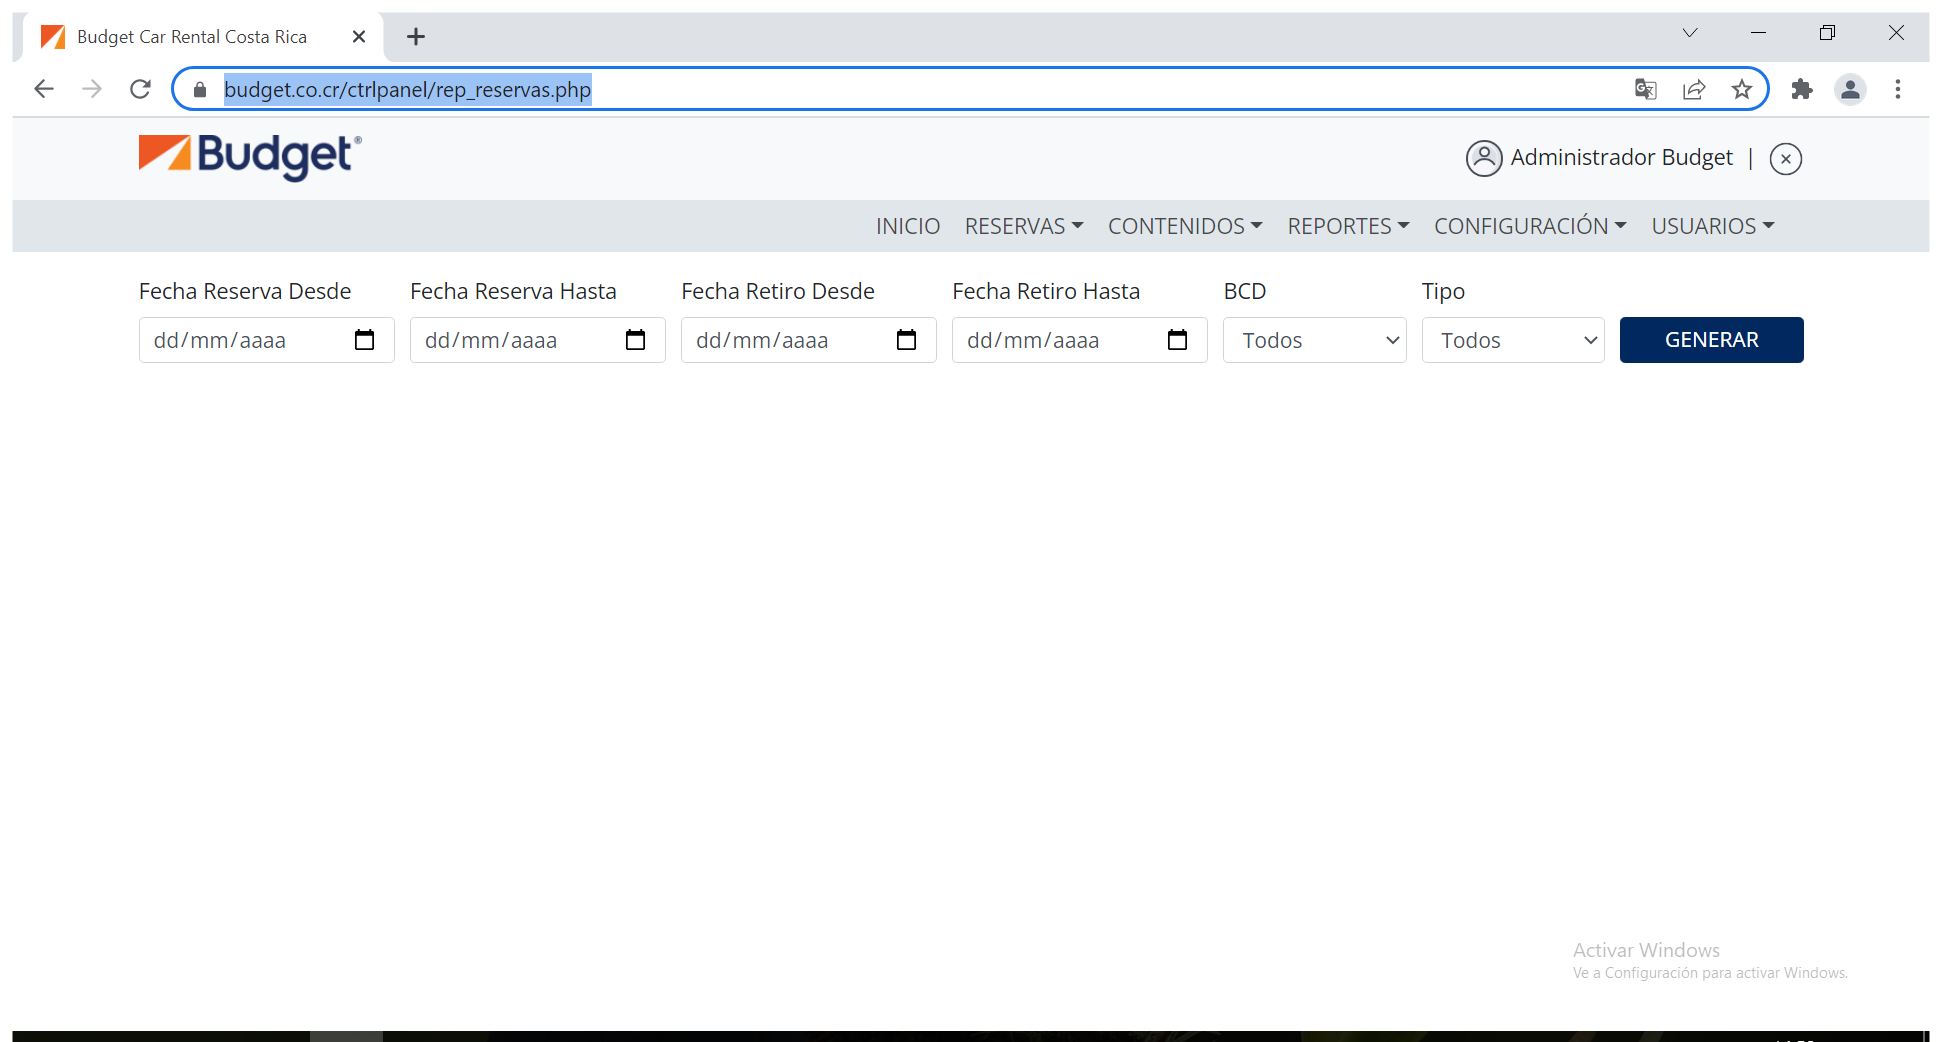 Budget Car Rental Costa Rica
budget.co.cr/ctrlpanel/rep_reservas.php
Budget®
Administrador Budget |
INICIO RESERVAS CONTENIDOS REPORTES CONFIGURACIÓN USUARIOS
Fecha Reserva Desde Fecha Reserva Hasta Fecha Retiro Desde Fecha Retiro Hasta BCD Tipo
dd/mm/aaaa dd/mm/aaaa dd/mm/aaaa dd/mm/aaaa Todos Todos GENERAR
Activar Windows
Ve a Configuración para activar Windows.